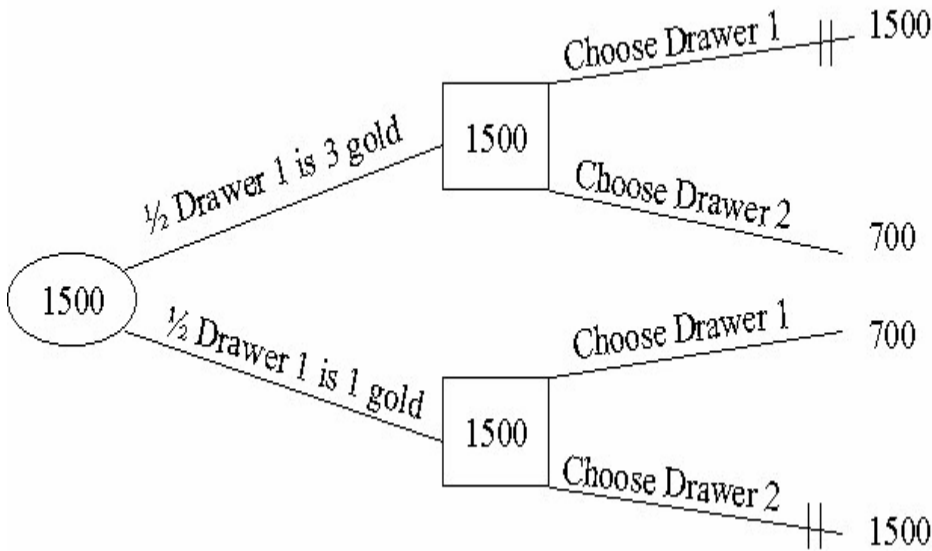 Choose Drawer 1
1500
½ Drawer 1 is 3 gold
1500
Choose Drawer 2
700
1500
½ Drawer 1 is 1 gold
Choose Drawer 1
700
1500
Choose Drawer 2
1500